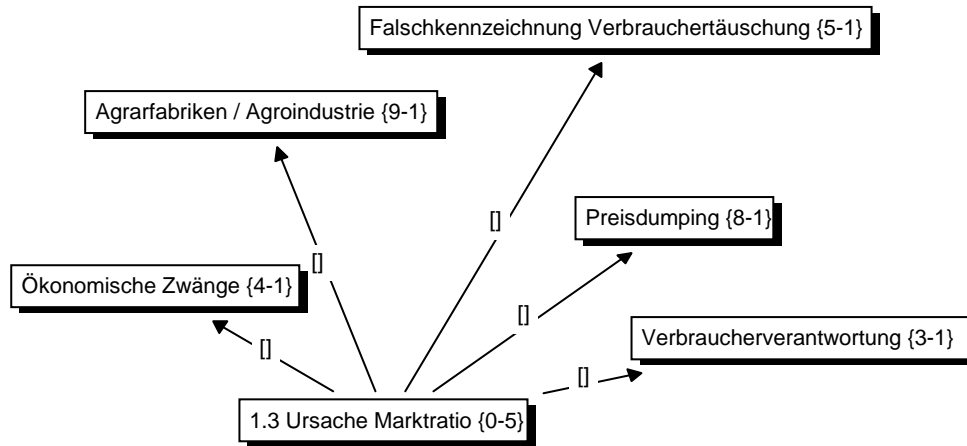 Falschkennzeichnung Verbrauchertäuschung {5-1}
Agrarfabriken / Agroindustrie {9-1}
[]
Preisdumping {8-1}
[]
Ökonomische Zwänge {4-1}
[]
Verbraucherverantwortung {3-1}
[]
[]
1.3 Ursache Marktratio {0-5}